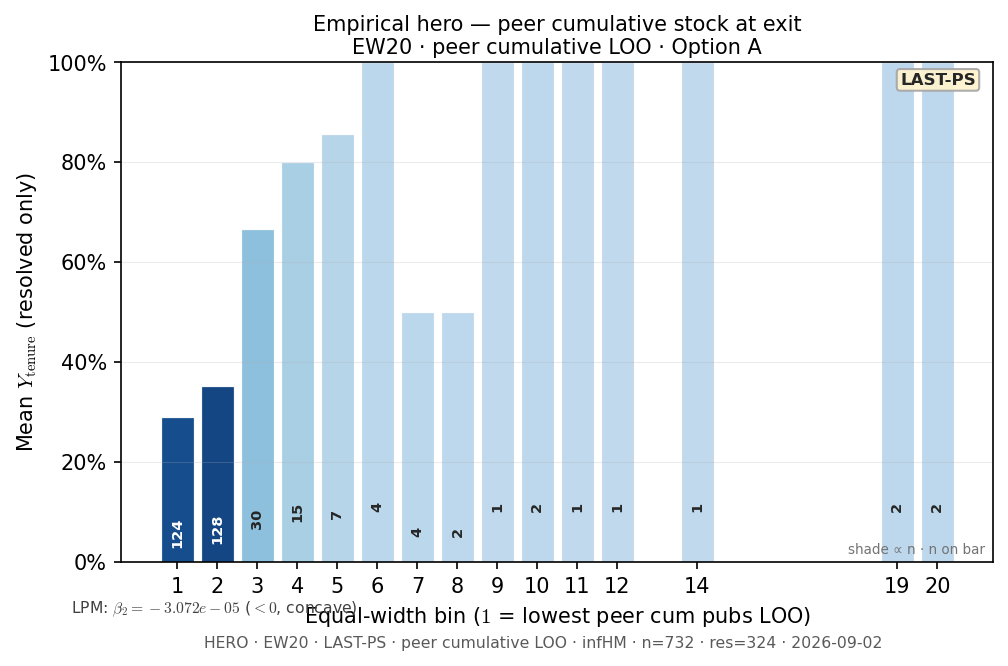 Empirical hero — peer cumulative stock at exit
EW20 · peer cumulative LOO · Option A
LAST-PS
Mean Y_tenure (resolved only)
100%
80%
60%
40%
20%
0%
124 128 30 15 7 4 4 2 1 2 1 1 1 2 2
shade ∝ n · n on bar
1 2 3 4 5 6 7 8 9 10 11 12 14 19 20
LPM: β₂ = −3.072e−05 (<0, concave)
Equal-width bin (1 = lowest peer cum pubs LOO)
HERO · EW20 · LAST-PS · peer cumulative LOO · infHM · n=732 · res=324 · 2026-09-02